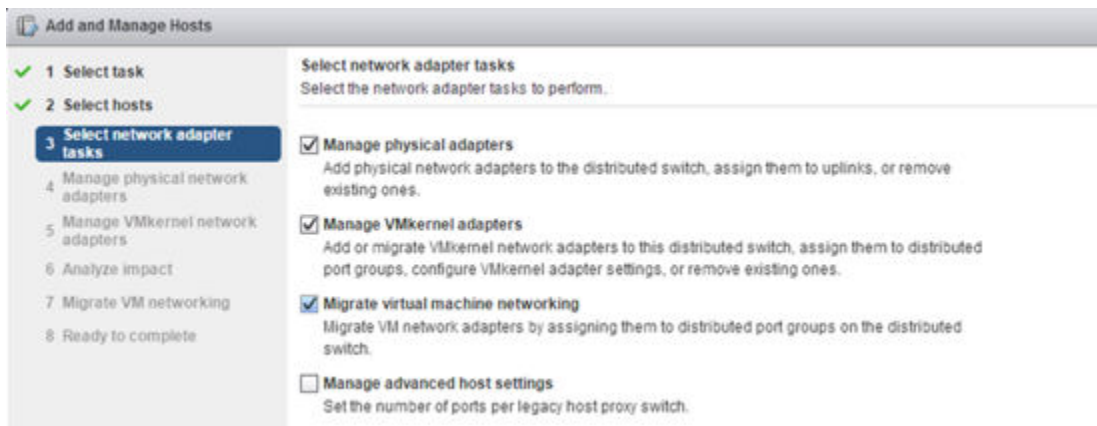 Add and Manage Hosts
1 Select task
2 Select hosts
3 Select network adapter
tasks
4 Manage physical network
adapters
5 Manage VMkernel network
adapters
6 Analyze impact
7 Migrate VM networking
8 Ready to complete
Select network adapter tasks
Select the network adapter tasks to perform.
Manage physical adapters
Add physical network adapters to the distributed switch, assign them to uplinks, or remove
existing ones.
Manage VMkernel adapters
Add or migrate VMkernel network adapters to this distributed switch, assign them to distributed
port groups, configure VMkernel adapter settings, or remove existing ones.
Migrate virtual machine networking
Migrate VM network adapters by assigning them to distributed port groups on the distributed
switch.
Manage advanced host settings
Set the number of ports per legacy host proxy switch.